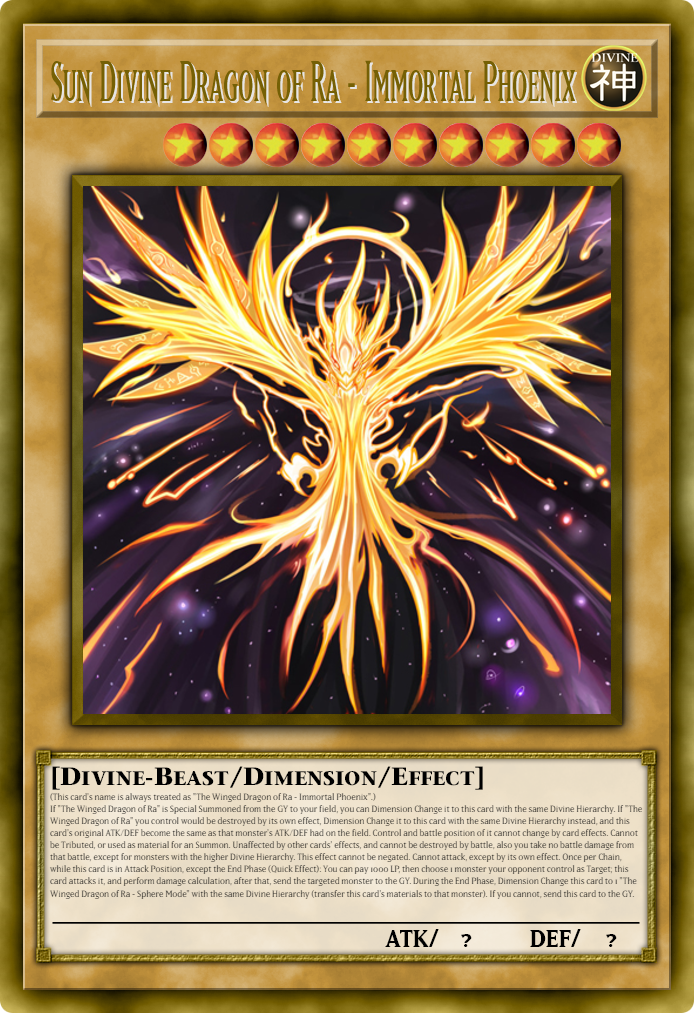 Sun Divine Dragon of Ra - Immortal Phoenix
DIVINE
神
[Divine-Beast/Dimension/Effect]
(This card's name is always treated as "The Winged Dragon of Ra - Immortal Phoenix".)
If "The Winged Dragon of Ra" is Special Summoned from the GY to your field, you can Dimension Change it to this card with the same Divine Hierarchy. If "The
Winged Dragon of Ra" you control would be destroyed by its own effect, Dimension Change it to this card with the same Divine Hierarchy instead, and this
card's original ATK/DEF become the same as that monster's ATK/DEF had on the field. Control and battle position of it cannot change by card effects. Cannot
be Tributed, or used as material for an Summon. Unaffected by other cards' effects, and cannot be destroyed by battle, also you take no battle damage from
that battle, except for monsters with the higher Divine Hierarchy. This effect cannot be negated. Cannot attack, except by its own effect. Once per Chain,
while this card is in Attack Position, except the End Phase (Quick Effect): You can pay 1000 LP, then choose 1 monster your opponent control as Target; this
card attacks it, and perform damage calculation, after that, send the targeted monster to the GY. During the End Phase, Dimension Change this card to 1 "The
Winged Dragon of Ra - Sphere Mode" with the same Divine Hierarchy (transfer this card's materials to that monster). If you cannot, send this card to the GY.
ATK/ ? DEF/ ?